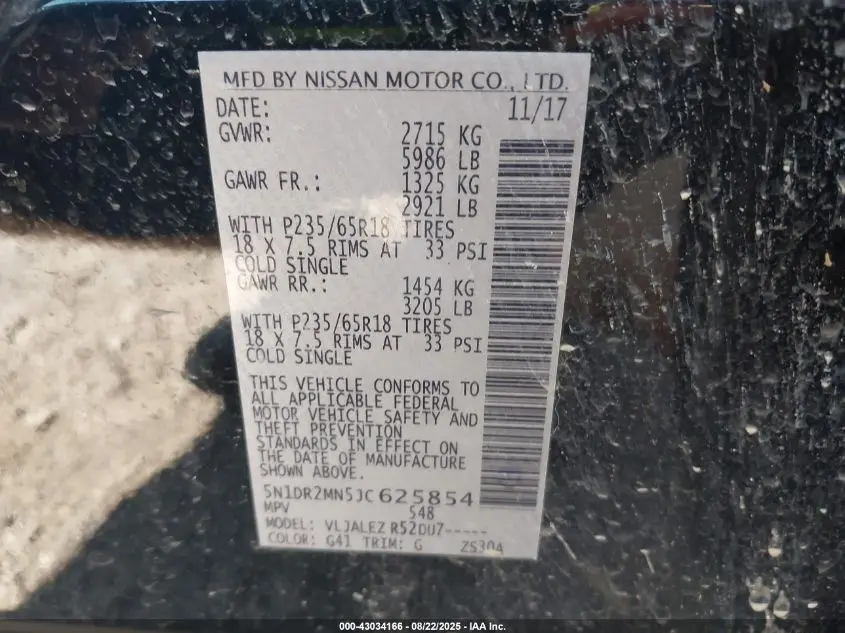 MFD BY NISSAN MOTOR CO., LTD.
DATE: 11/17
GVWR: 2715 KG
5986 LB
GAWR FR.: 1325 KG
2921 LB
WITH P235/65R18 TIRES
18 X 7.5 RIMS AT 33 PSI
COLD SINGLE
GAWR RR.: 1454 KG
3205 LB
WITH P235/65R18 TIRES
18 X 7.5 RIMS AT 33 PSI
COLD SINGLE
THIS VEHICLE CONFORMS TO
ALL APPLICABLE FEDERAL
MOTOR VEHICLE SAFETY AND
THEFT PREVENTION
STANDARDS IN EFFECT ON
THE DATE OF MANUFACTURE
SHOWN ABOVE.
5N1DR2MN5JC625854
MPV 548
MODEL: VLJALEZ R52DU7-----
COLOR: G41 TRIM: G ZS30A
000-43034166 - 08/22/2025 - IAA Inc.